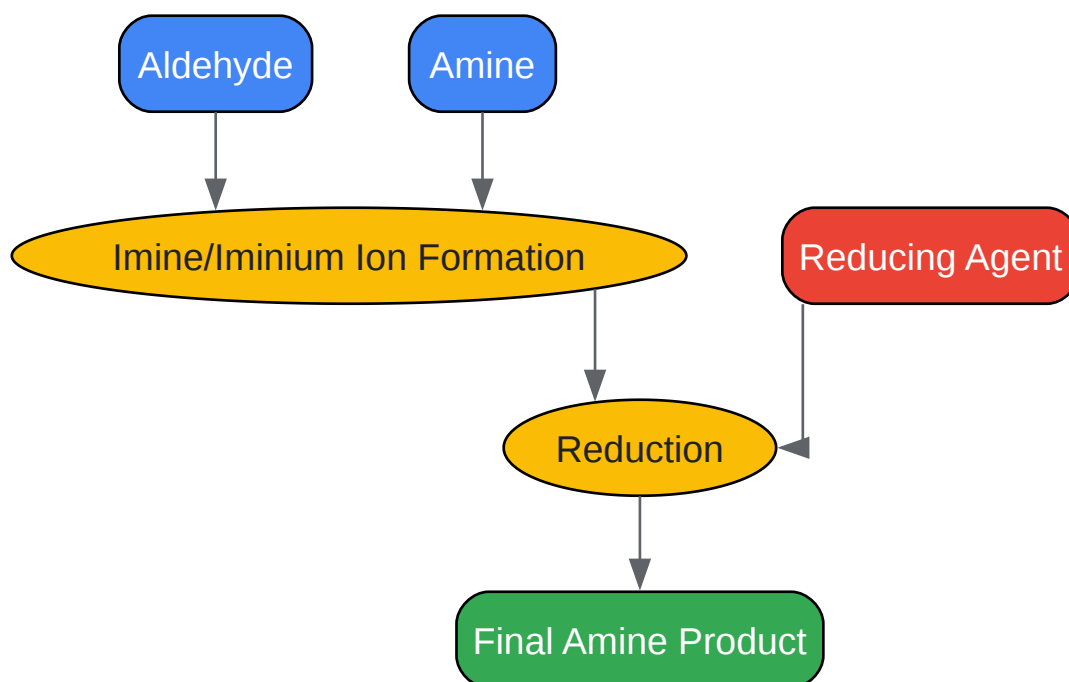 Aldehyde
Amine
Imine/Iminium Ion Formation
Reducing Agent
Reduction
Final Amine Product